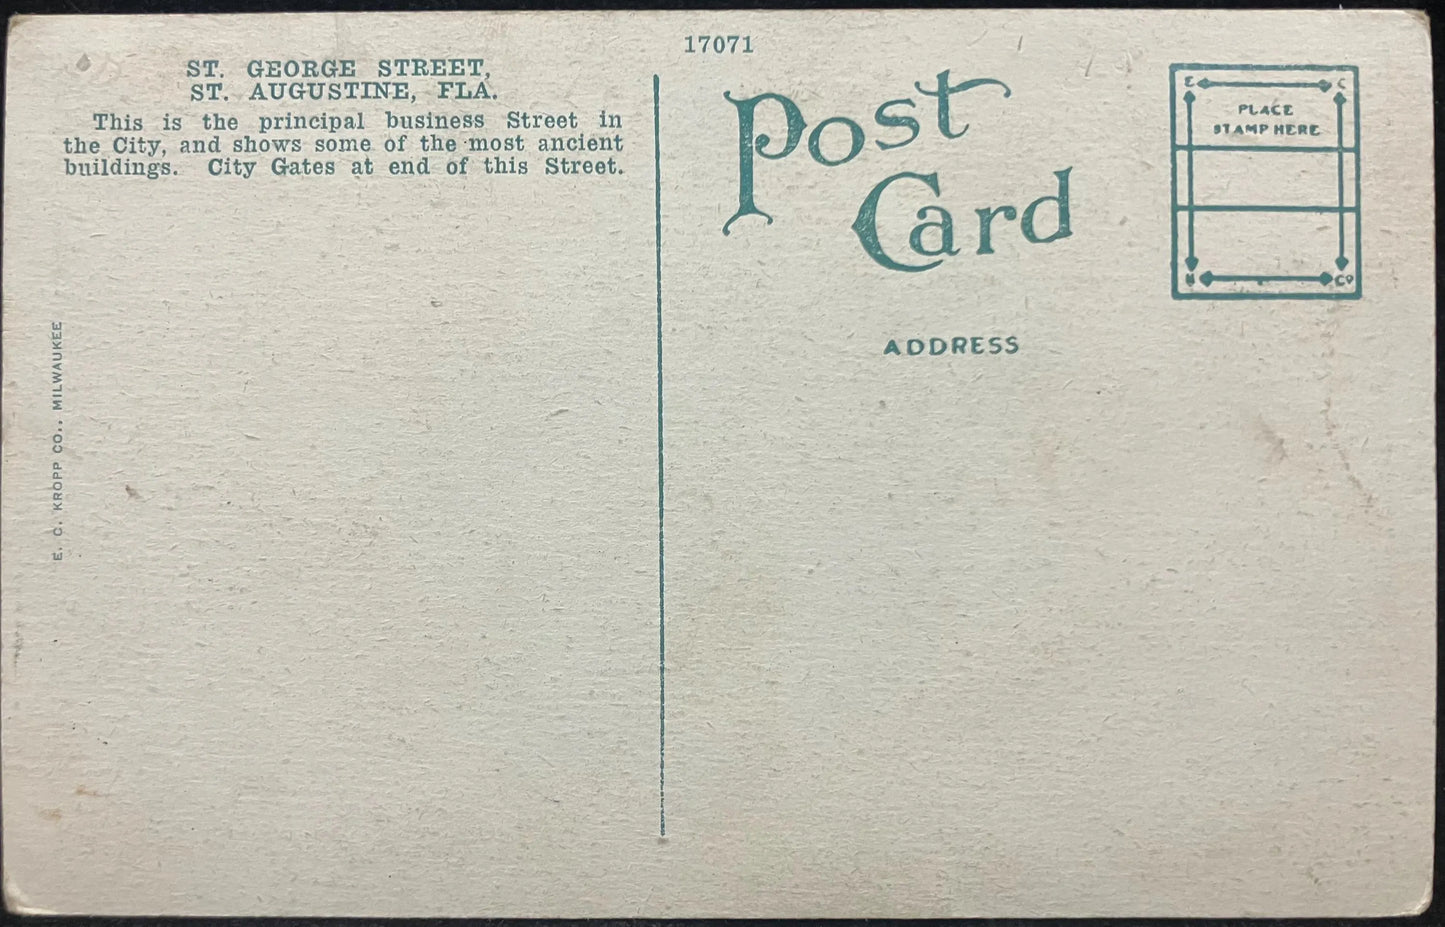 17071
ST. GEORGE STREET,
ST. AUGUSTINE, FLA.
This is the principal business Street in
the City, and shows some of the most ancient
buildings. City Gates at end of this Street.
E. C. KROPP CO., MILWAUKEE
Post
Card
ADDRESS
E C
PLACE
STAMP HERE
Co